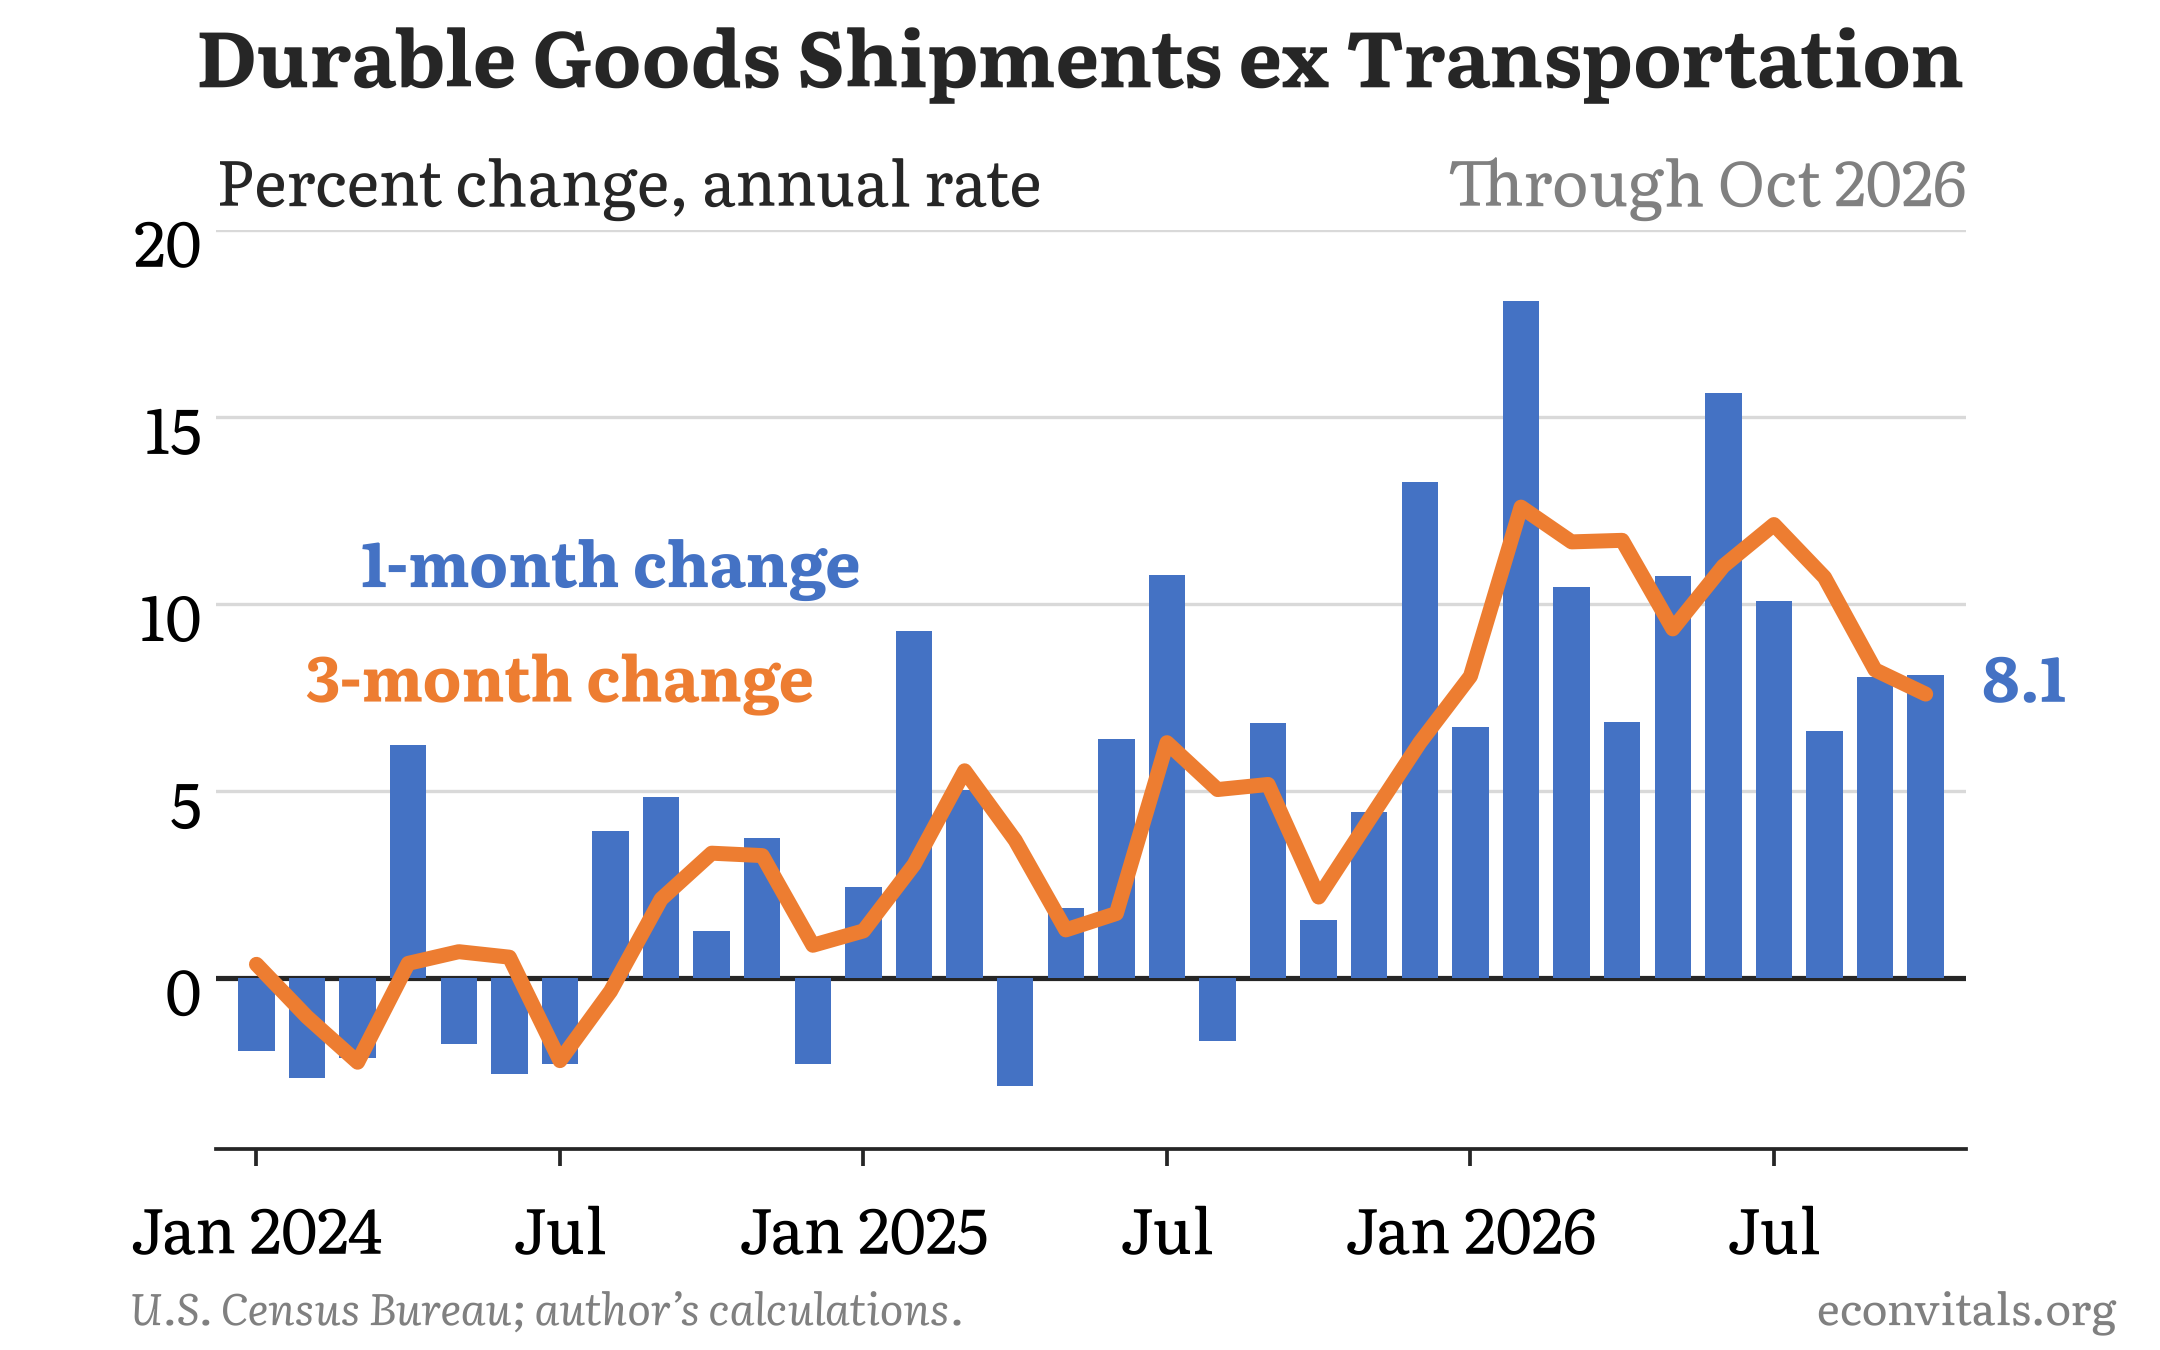 Durable Goods Shipments ex Transportation
Percent change, annual rate
Through Oct 2026
20
15
10
5
0
1-month change
3-month change
8.1
Jan 2024 Jul Jan 2025 Jul Jan 2026 Jul
U.S. Census Bureau; author’s calculations.
econvitals.org